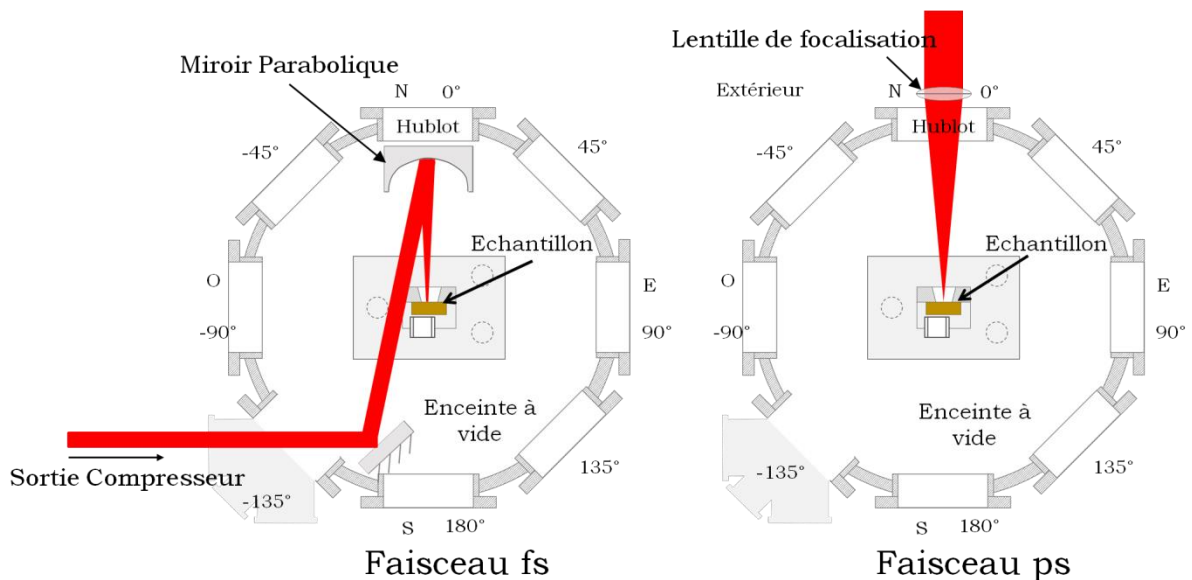 Miroir Parabolique
N 0°
Hublot
-45°
45°
Echantillon
O
-90°
E
90°
Enceinte à
vide
Sortie Compresseur
-135°
135°
S 180°
Faisceau fs
Lentille de focalisation
Extérieur
N 0°
Hublot
-45°
45°
Echantillon
O
-90°
E
90°
Enceinte à
vide
-135°
135°
S 180°
Faisceau ps